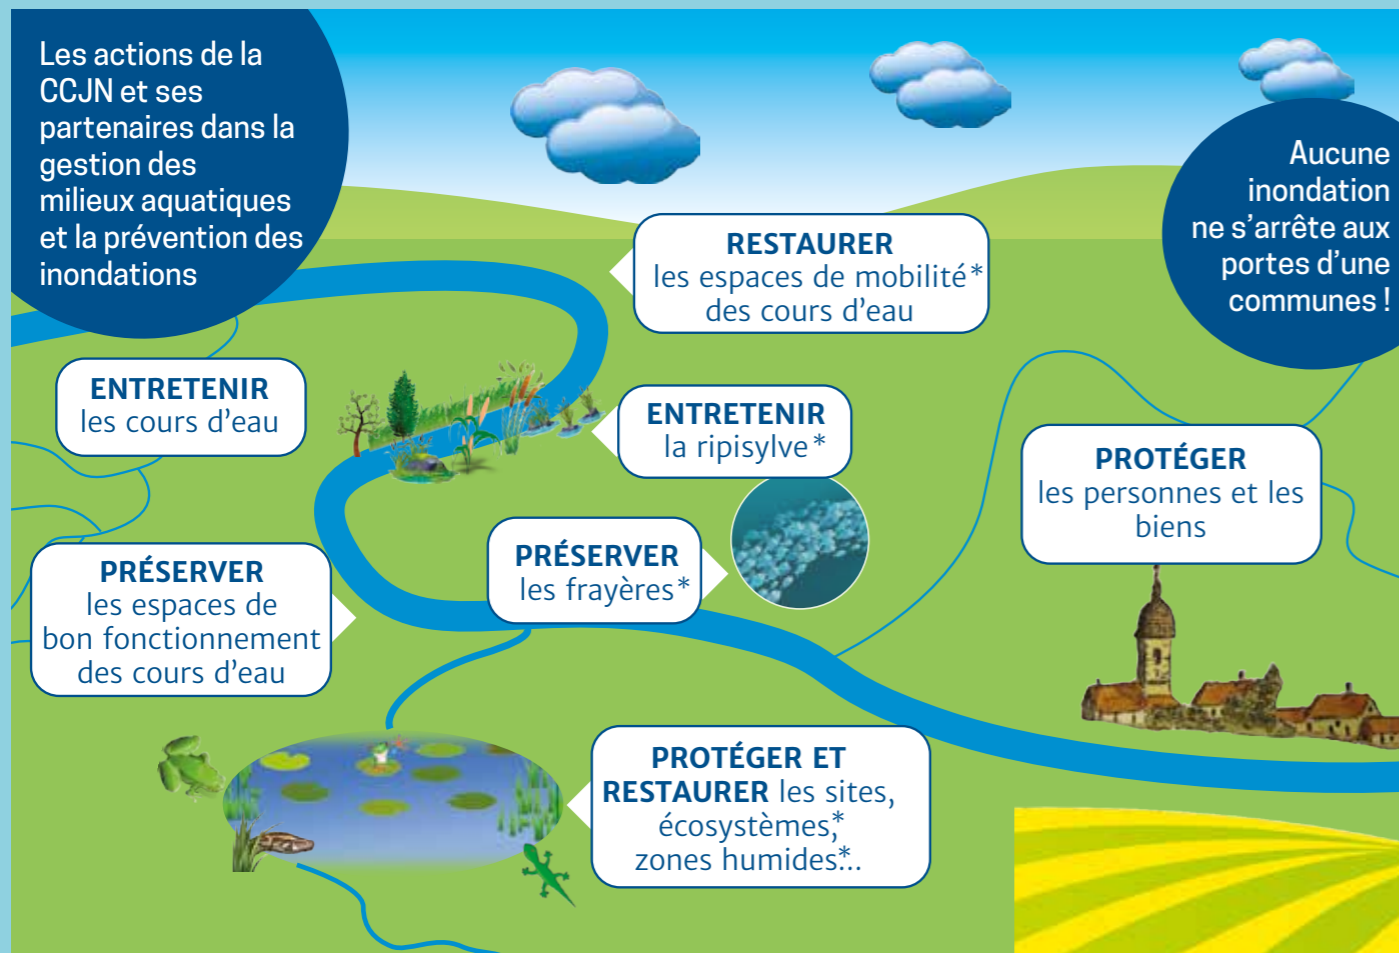 Les actions de la
CCJN et ses
partenaires dans la
gestion des
milieux aquatiques
et la prévention des
inondations
Aucune
inondation
ne s'arrête aux
portes d'une
communes !
RESTAURER
les espaces de mobilité*
des cours d'eau
ENTRETENIR
les cours d'eau
ENTRETENIR
la ripisylve*
PROTÉGER
les personnes et les
biens
PRÉSERVER
les frayères*
PRÉSERVER
les espaces de
bon fonctionnement
des cours d'eau
PROTÉGER ET
RESTAURER les sites,
écosystèmes,*
zones humides*...